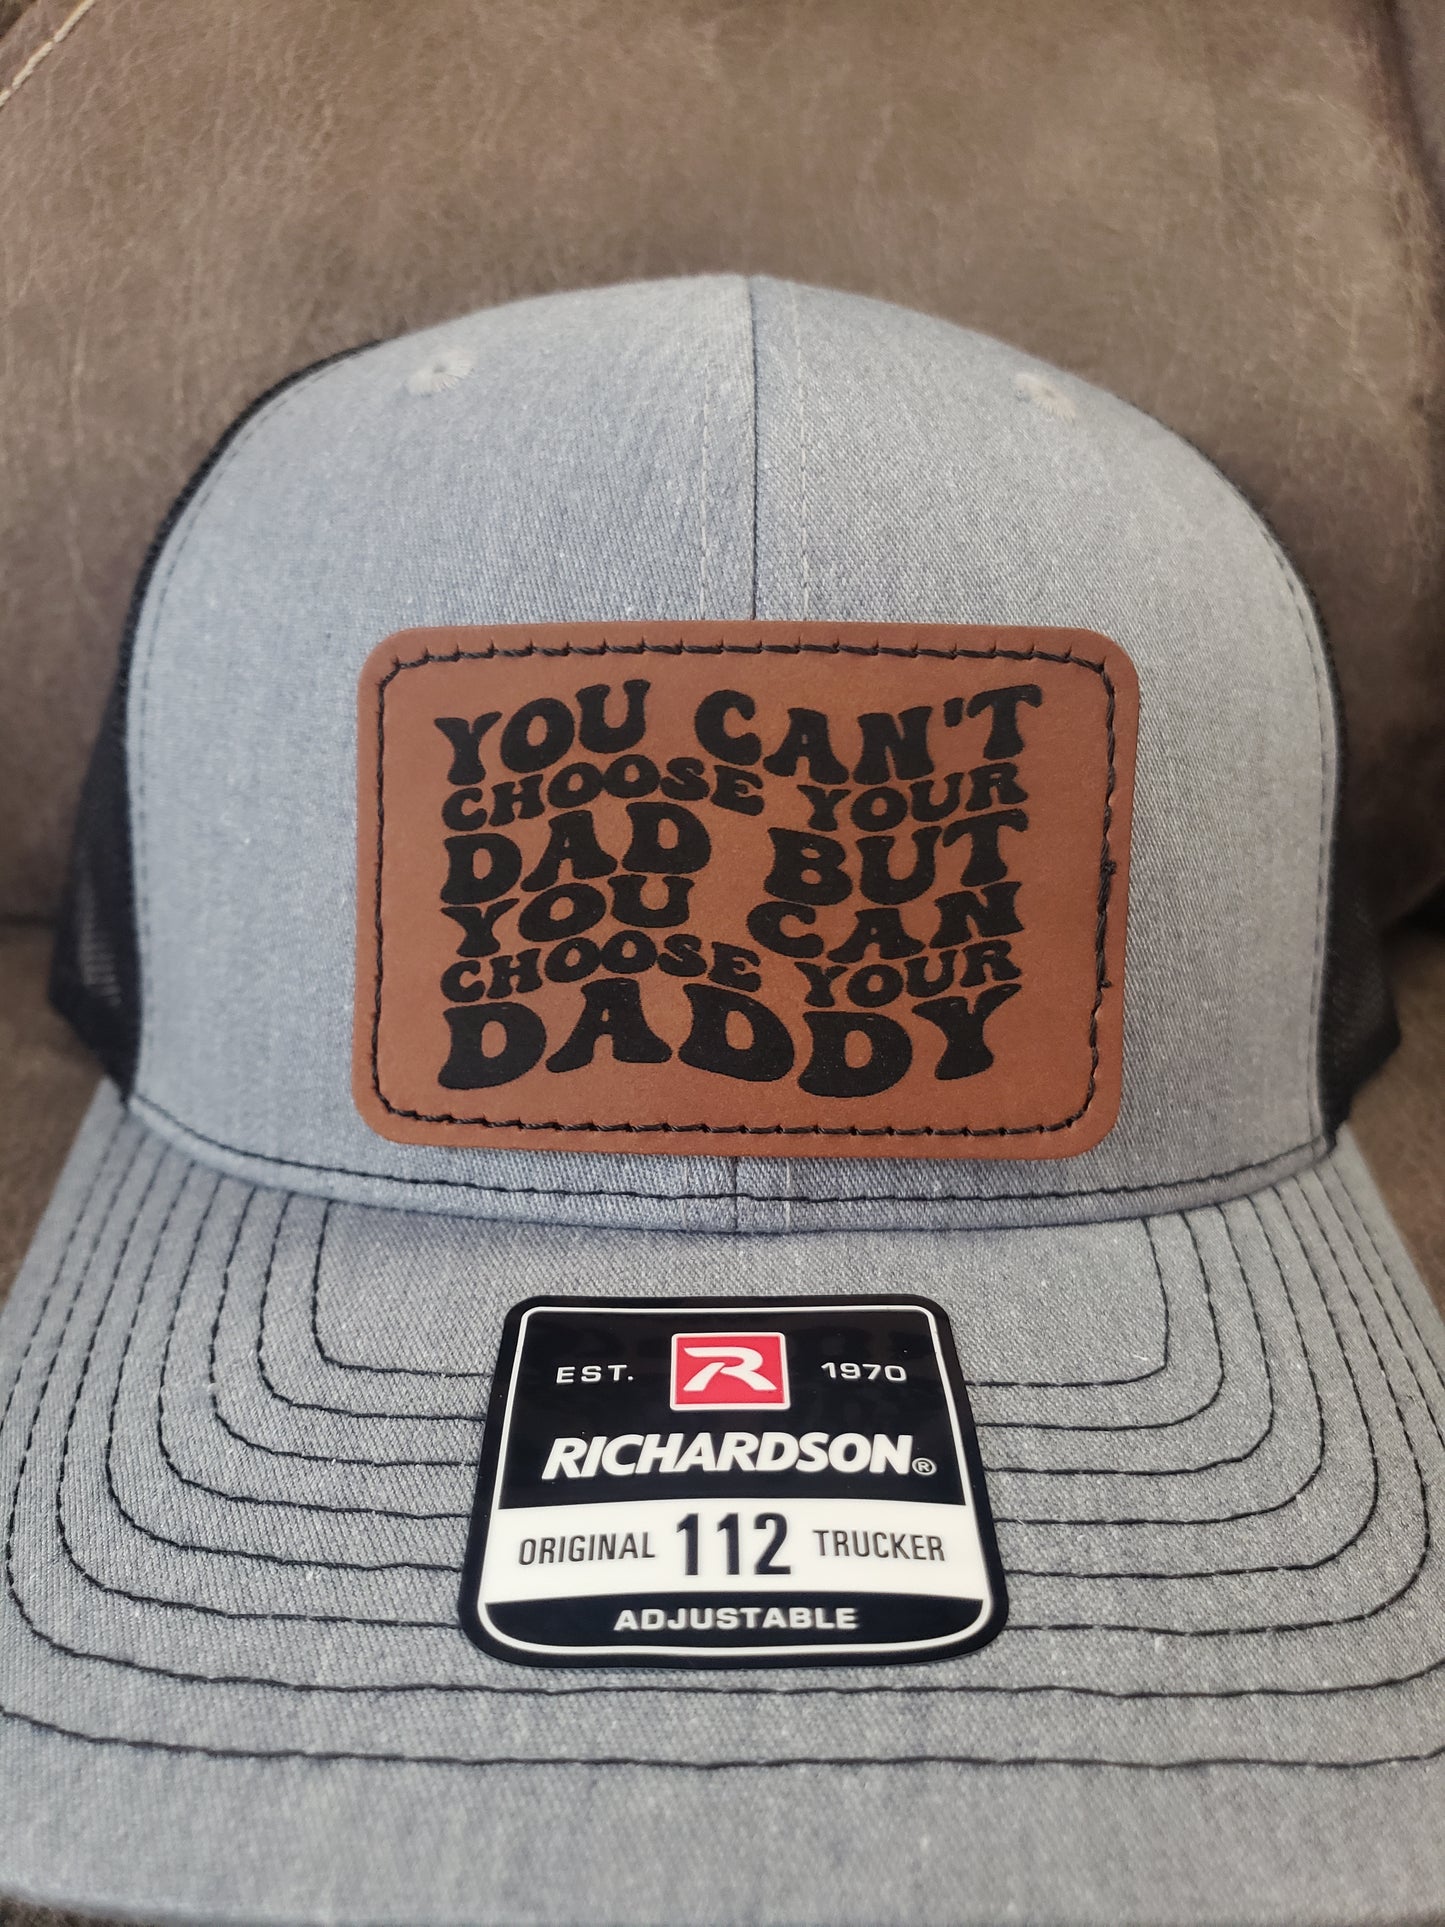 YOU CAN'T
CHOOSE YOUR
DAD BUT
YOU CAN
CHOOSE YOUR
DADDY
EST. R 1970
RICHARDSON®
ORIGINAL 112 TRUCKER
ADJUSTABLE